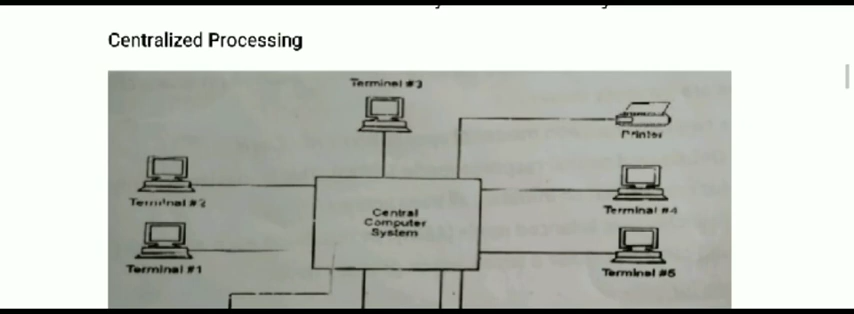 Centralized Processing
Terminal #3
Printer
Terminal #2
Central
Computer
System
Terminal #4
Terminal #1
Terminal #5